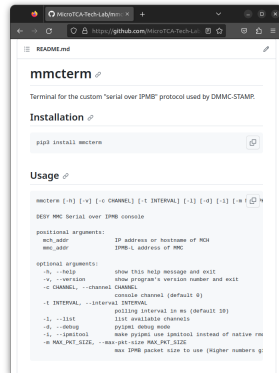 MicroTCA-Tech-Lab/mm
https://github.com/MicroTCA-Tech-Lab
README.md
mmcterm
Terminal for the custom "serial over IPMB" protocol used by DMMC-STAMP.
Installation
pip3 install mmcterm
Usage
mmcterm [-h] [-v] [-c CHANNEL] [-t INTERVAL] [-l] [-d] [-i] [-m
DESY MMC Serial over IPMB console
positional arguments:
mch_addr IP address or hostname of MCH
mmc_addr IPMB-L address of MMC
optional arguments:
-h, --help show this help message and exit
-v, --version show program's version number and exit
-c CHANNEL, --channel CHANNEL
console channel (default 0)
-t INTERVAL, --interval INTERVAL
polling interval in ms (default 10)
-l, --list list available channels
-d, --debug pyipmi debug mode
-i, --ipmitool make pyipmi use ipmitool instead of native
-m MAX_PKT_SIZE, --max-pkt-size MAX_PKT_SIZE
max IPMB packet size to use (Higher numbers